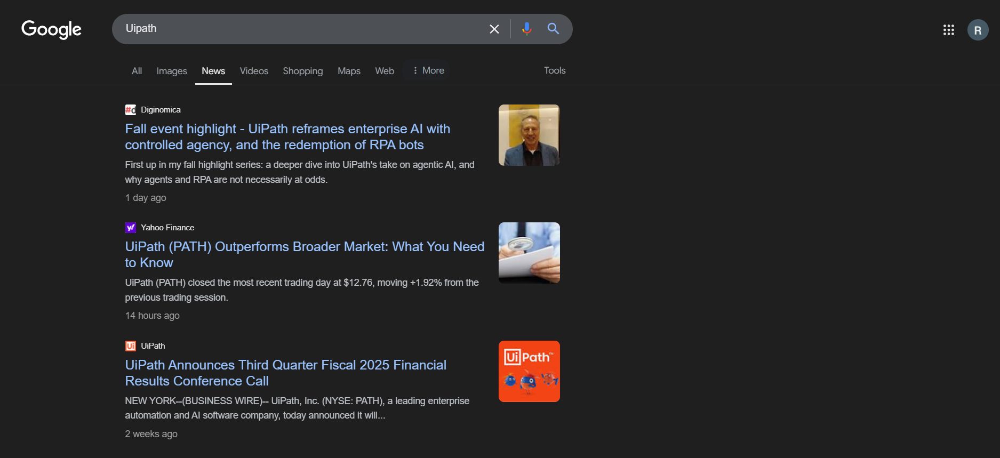 Google
Uipath
R
All Images News Videos Shopping Maps Web More Tools
#d Diginomica
Fall event highlight - UiPath reframes enterprise AI with
controlled agency, and the redemption of RPA bots
First up in my fall highlight series: a deeper dive into UiPath's take on agentic AI, and
why agents and RPA are not necessarily at odds.
1 day ago
y! Yahoo Finance
UiPath (PATH) Outperforms Broader Market: What You Need
to Know
UiPath (PATH) closed the most recent trading day at $12.76, moving +1.92% from the
previous trading session.
14 hours ago
Ui UiPath
UiPath Announces Third Quarter Fiscal 2025 Financial
Results Conference Call
NEW YORK--(BUSINESS WIRE)-- UiPath, Inc. (NYSE: PATH), a leading enterprise
automation and AI software company, today announced it will...
2 weeks ago
UiPath™